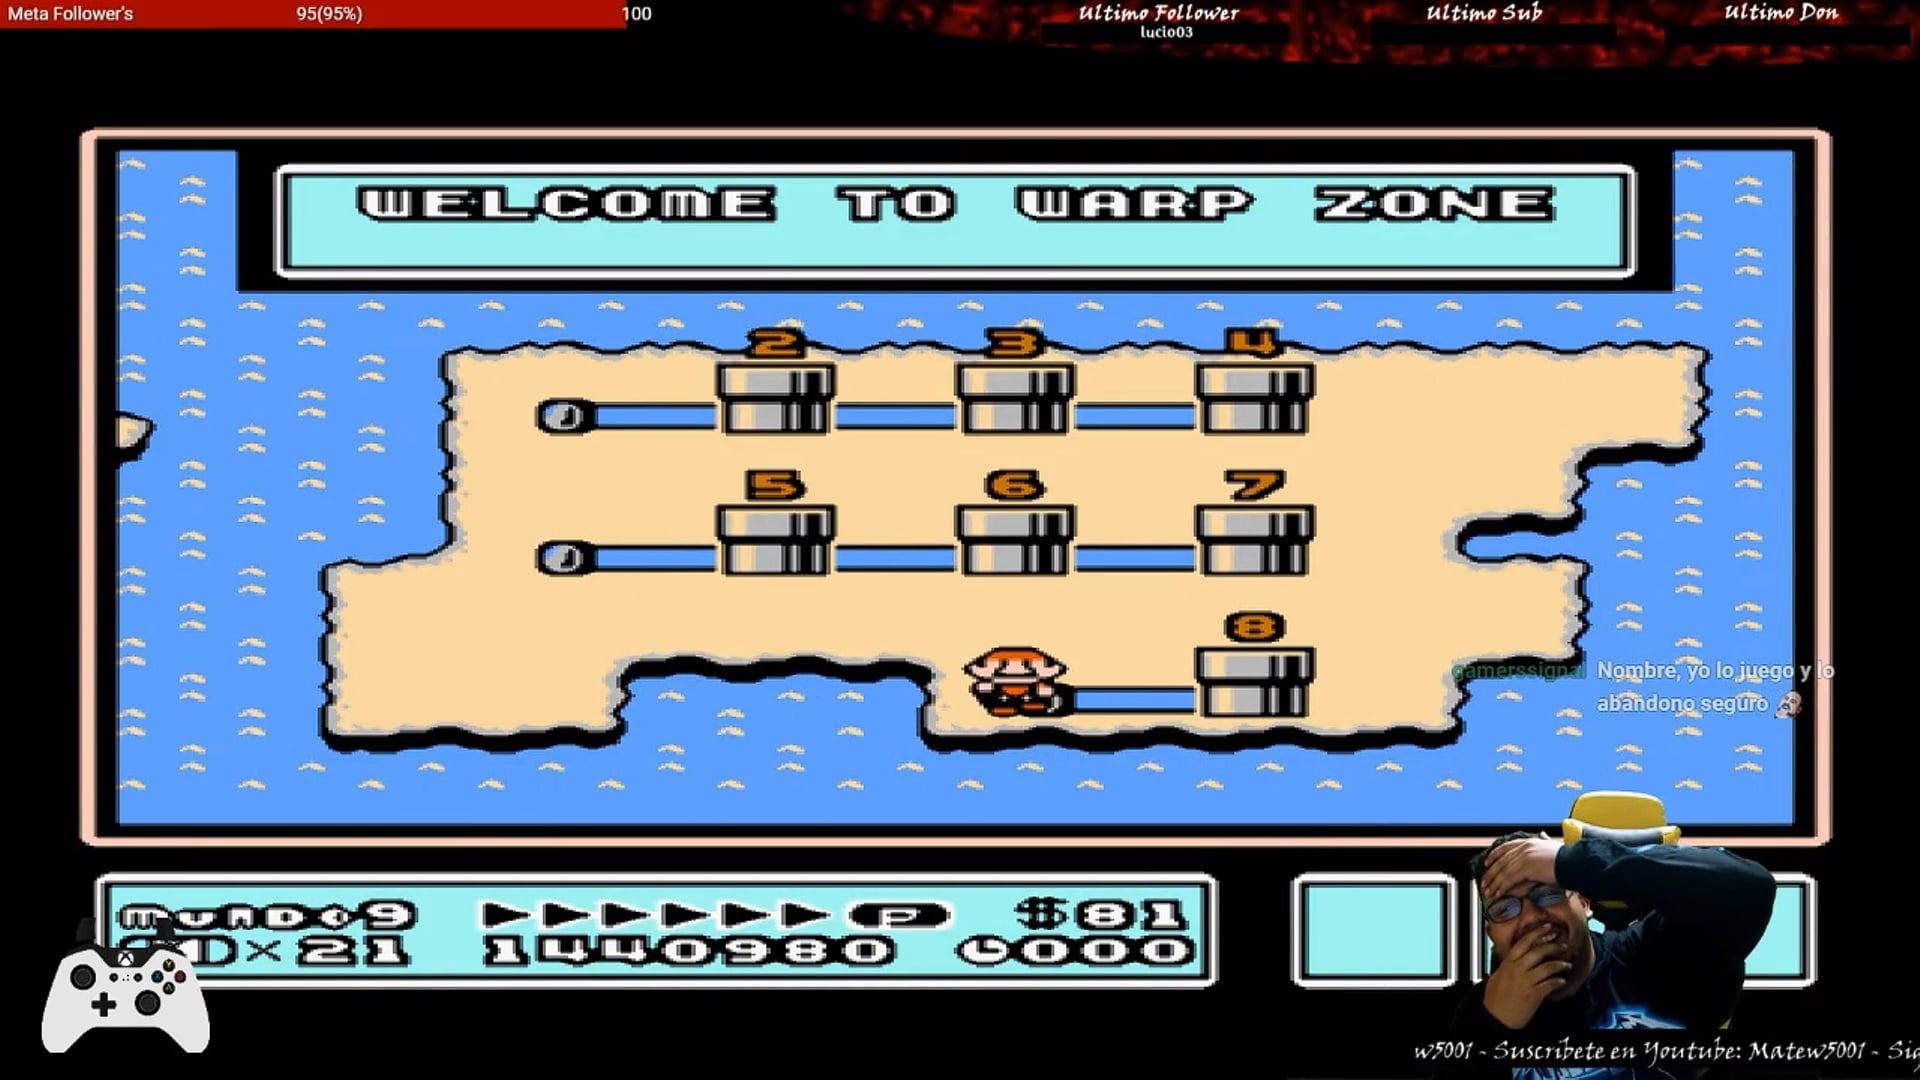 Meta Follower's 95(95%) 100
Ultimo Follower
lucio03
Ultimo Sub
Ultimo Don
WELCOME TO WARP ZONE
2 3 4
5 6 7
8
gamerssignal Nombre, yo lo juego y lo
abandono seguro
mundo 9 P $81
× 21 1440980 000
w5001 - Suscribete en Youtube: Matew5001 - Sig